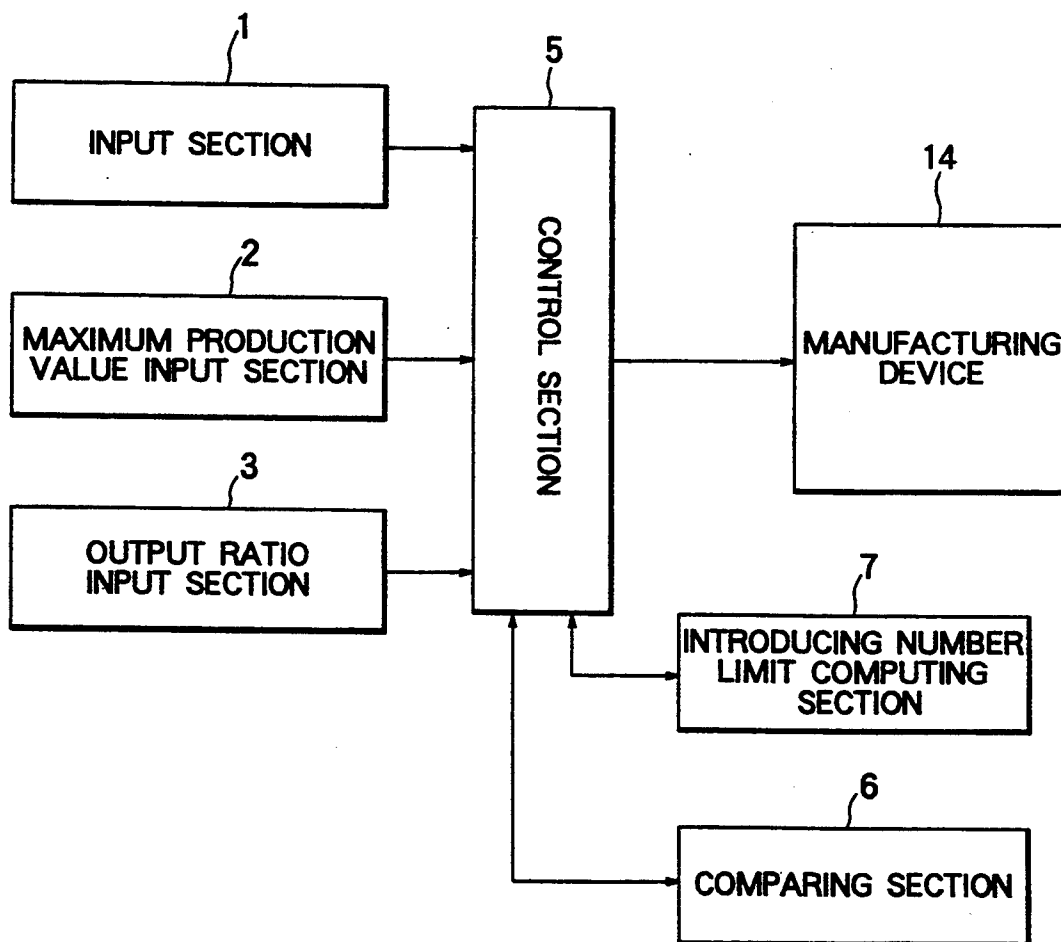 1
INPUT SECTION
2
MAXIMUM PRODUCTION
VALUE INPUT SECTION
3
OUTPUT RATIO
INPUT SECTION
5
CONTROL SECTION
14
MANUFACTURING
DEVICE
7
INTRODUCING NUMBER
LIMIT COMPUTING
SECTION
6
COMPARING SECTION